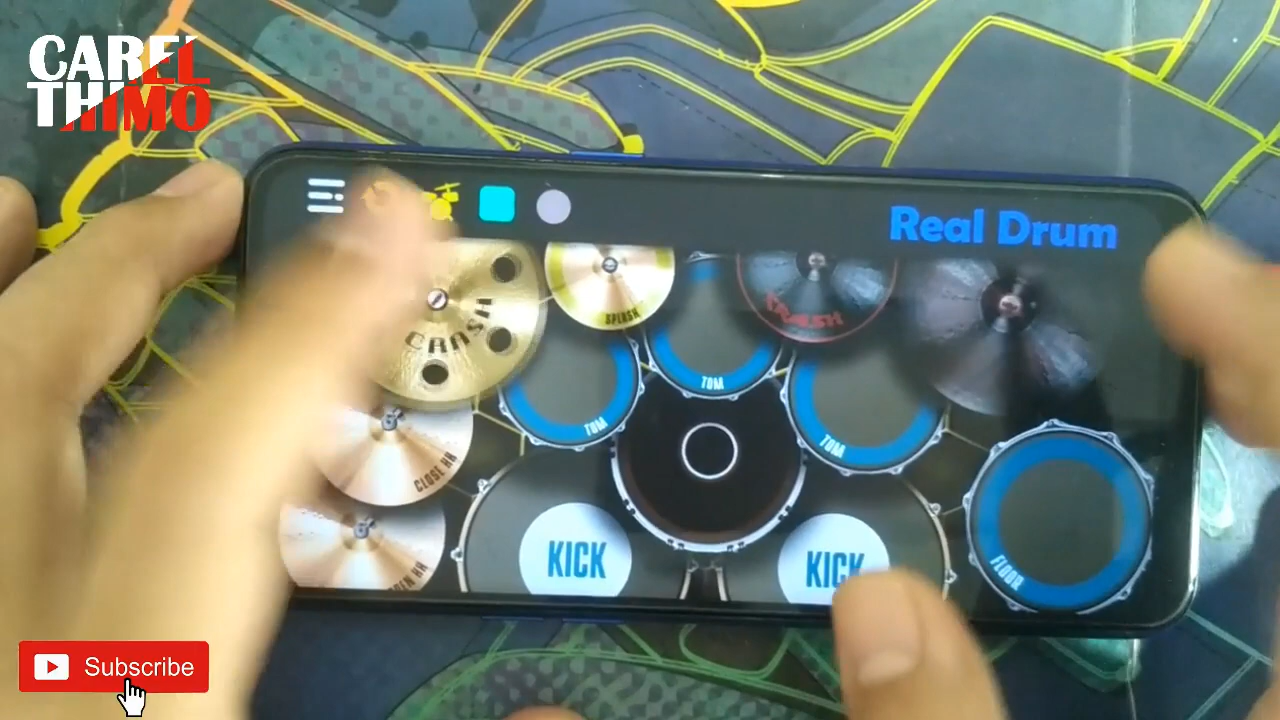 CAREL
THIMO
Real Drum
CRASH
SPLASH
CRASH
TOM
TOM
TOM
CLOSE HH
KICK
KICK
FLOOR
Subscribe